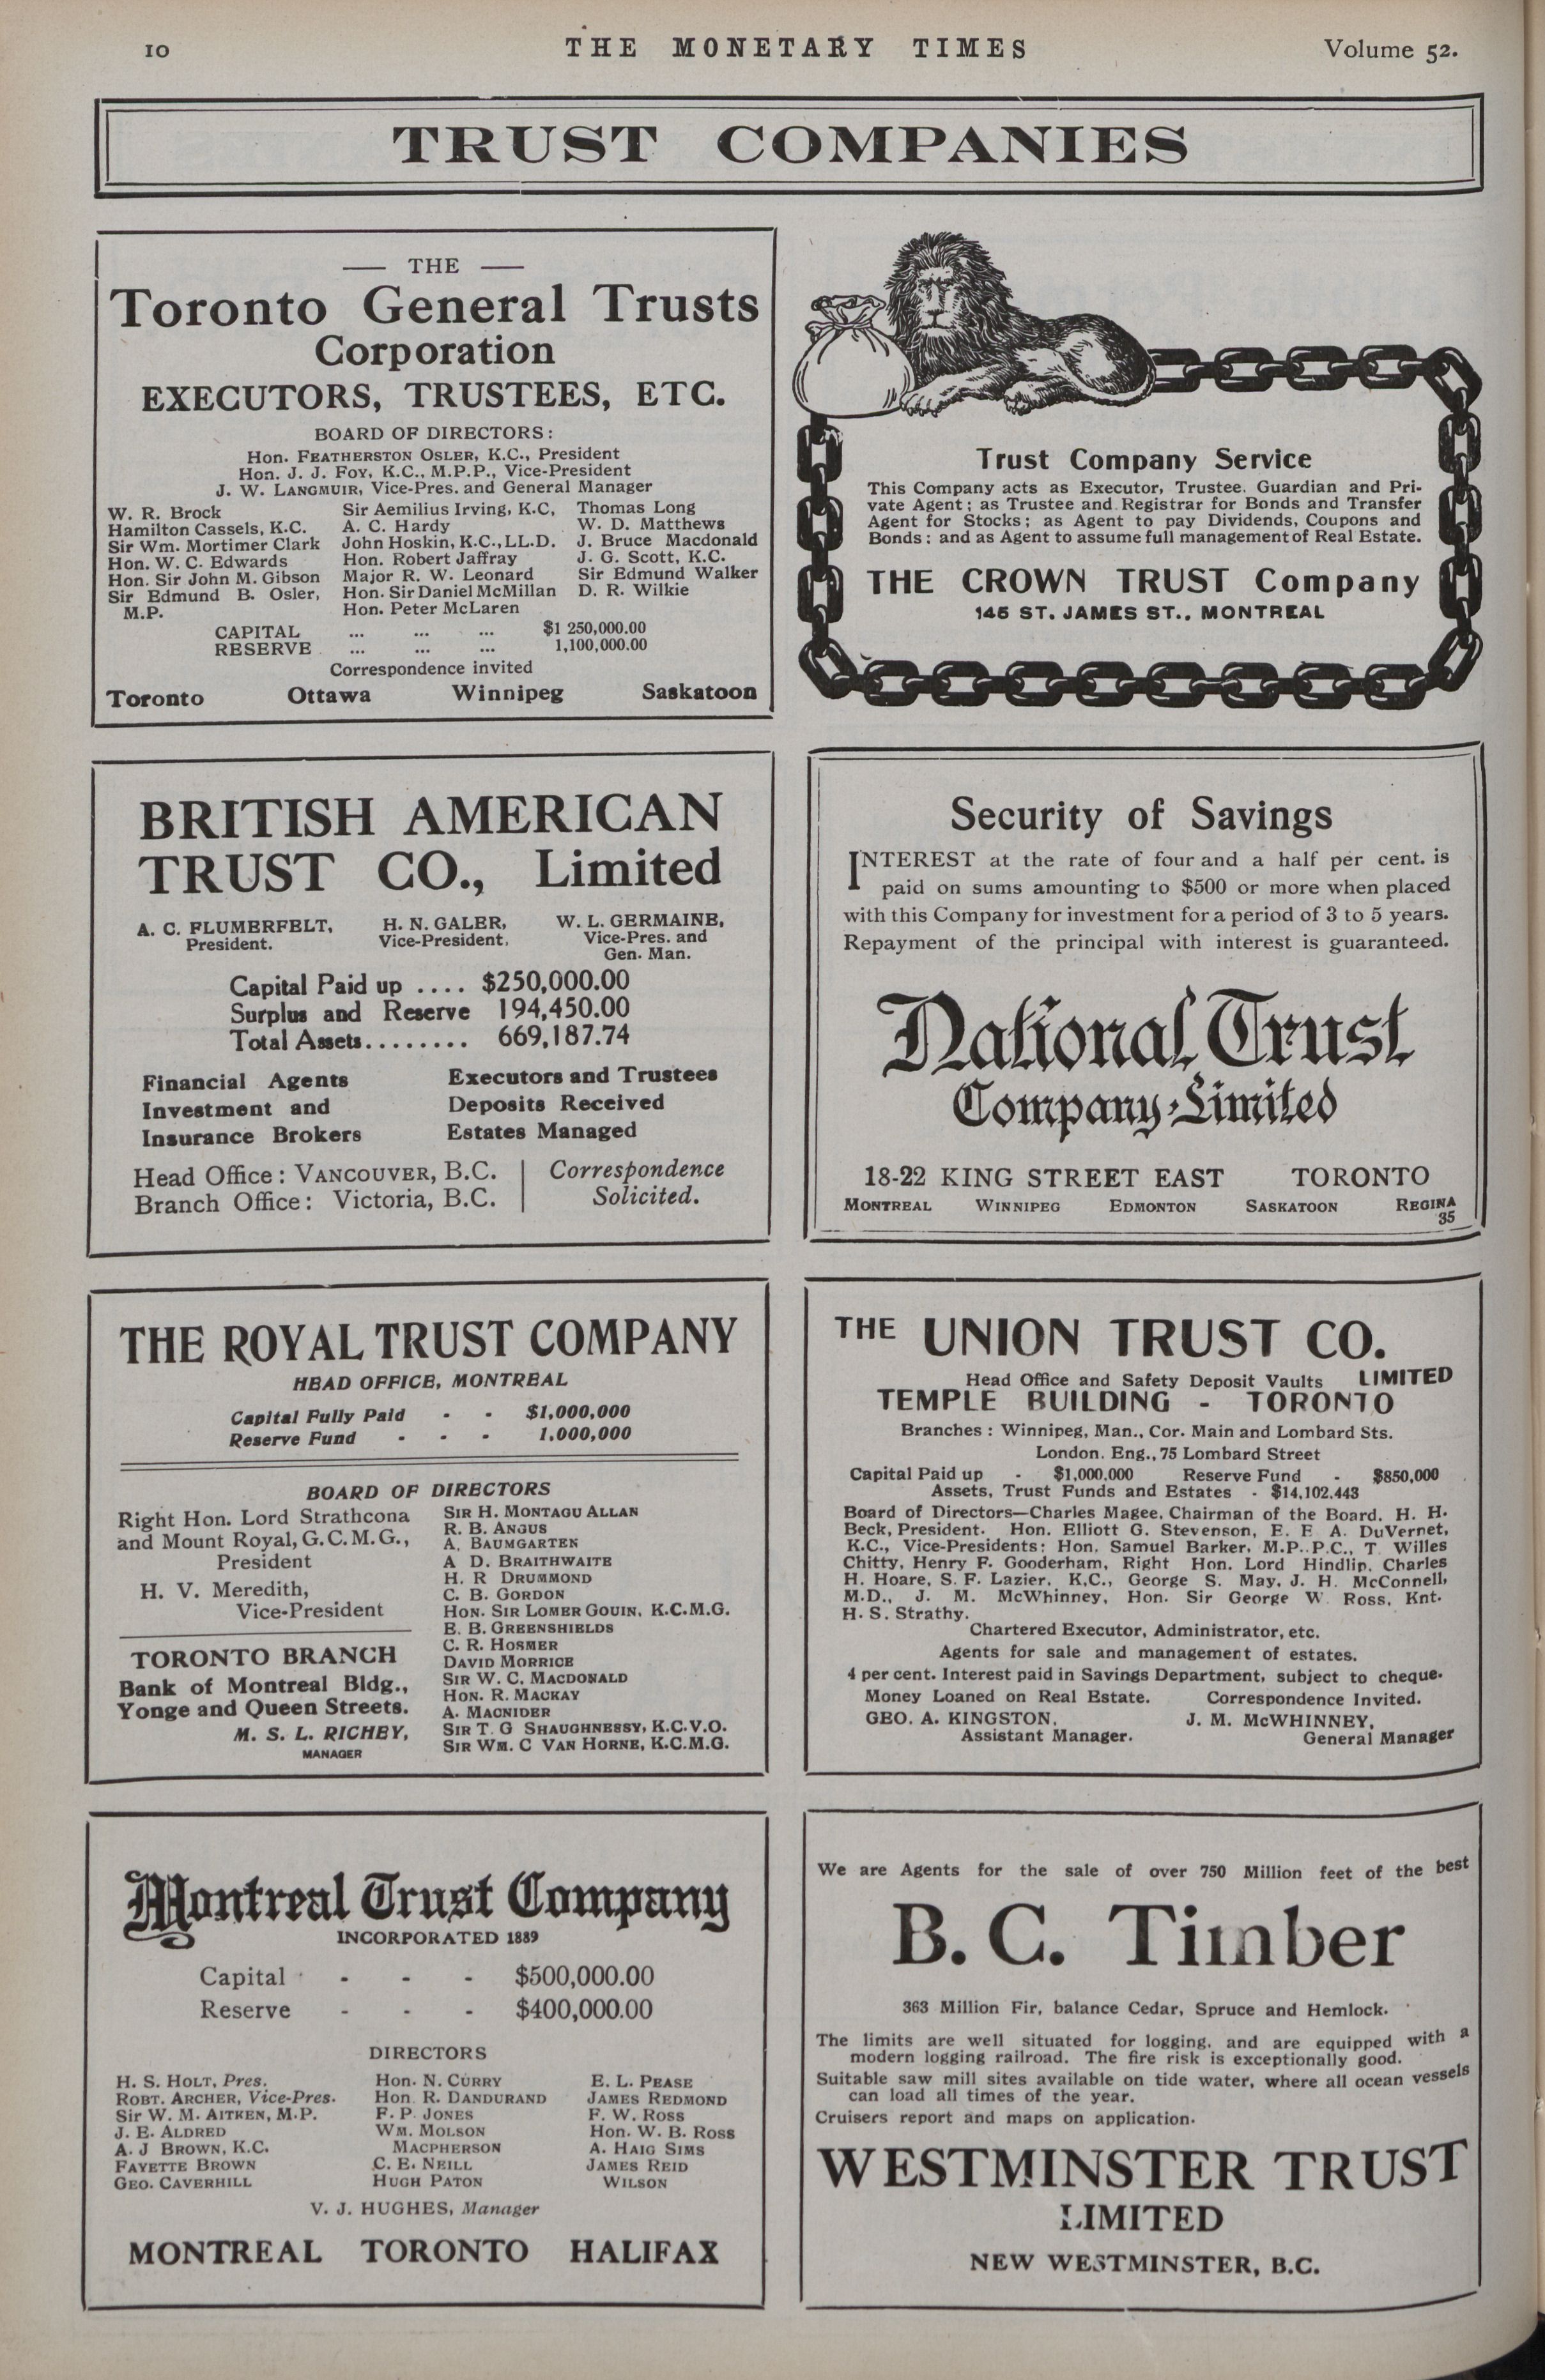 10
THE MONETARY TIMES
Volume 52.
TRUST COMPANIES
— THE —
Toronto General Trusts
Corporation
EXECUTORS, TRUSTEES, ETC.
BOARD OF DIRECTORS:
Hon. FEATHERSTON OSLER, K.C., President
Hon. J. J. FOY, K.C., M.P.P., Vice-President
J. W. LANGMUIR, Vice-Pres. and General Manager
W. R. Brock
Hamilton Cassels, K.C.
Sir Wm. Mortimer Clark
Hon. W. C. Edwards
Hon. Sir John M. Gibson
Sir Edmund B. Osler,
M.P.
Sir Aemilius Irving, K.C,
A. C. Hardy
John Hoskin, K.C., LL.D.
Hon. Robert Jaffray
Major R. W. Leonard
Hon. Sir Daniel McMillan
Hon. Peter McLaren
Thomas Long
W. D. Matthews
J. Bruce Macdonald
J. G. Scott, K.C.
Sir Edmund Walker
D. R. Wilkie
CAPITAL ... ... ... $1 250,000.00
RESERVE ... ... ... 1,100,000.00
Correspondence invited
Toronto Ottawa Winnipeg Saskatoon
Trust Company Service
This Company acts as Executor, Trustee, Guardian and Pri-
vate Agent; as Trustee and Registrar for Bonds and Transfer
Agent for Stocks; as Agent to pay Dividends, Coupons and
Bonds: and as Agent to assume full management of Real Estate.
THE CROWN TRUST Company
145 ST. JAMES ST., MONTREAL
BRITISH AMERICAN
TRUST CO., Limited
A. C. FLUMERFELT,
President.
H. N. GALER,
Vice-President,
W. L. GERMAINE,
Vice-Pres. and
Gen. Man.
Capital Paid up .... $250,000.00
Surplus and Reserve 194,450.00
Total Assets........ 669,187.74
Financial Agents
Investment and
Insurance Brokers
Executors and Trustees
Deposits Received
Estates Managed
Head Office: VANCOUVER, B.C.
Branch Office: Victoria, B.C.
Correspondence
Solicited.
Security of Savings
INTEREST at the rate of four and a half per cent. is
paid on sums amounting to $500 or more when placed
with this Company for investment for a period of 3 to 5 years.
Repayment of the principal with interest is guaranteed.
National Trust
Company Limited
18-22 KING STREET EAST TORONTO
MONTREAL WINNIPEG EDMONTON SASKATOON REGINA
35
THE ROYAL TRUST COMPANY
HEAD OFFICE, MONTREAL
Capital Fully Paid - - $1,000,000
Reserve Fund - - - 1,000,000
BOARD OF DIRECTORS
Right Hon. Lord Strathcona
and Mount Royal, G.C.M.G.,
President
H. V. Meredith,
Vice-President
TORONTO BRANCH
Bank of Montreal Bldg.,
Yonge and Queen Streets.
M. S. L. RICHEY,
MANAGER
SIR H. MONTAGU ALLAN
R. B. ANGUS
A. BAUMGARTEN
A D. BRAITHWAITE
H. R DRUMMOND
C. B. GORDON
HON. SIR LOMER GOUIN, K.C.M.G.
E. B. GREENSHIELDS
C. R. HOSMER
DAVID MORRICE
SIR W. C. MACDONALD
HON. R. MACKAY
A. MACNIDER
SIR T. G SHAUGHNESSY, K.C.V.O.
SIR WM. C VAN HORNE, K.C.M.G.
THE UNION TRUST CO.
LIMITED
Head Office and Safety Deposit Vaults
TEMPLE BUILDING - TORONTO
Branches: Winnipeg, Man., Cor. Main and Lombard Sts.
London, Eng., 75 Lombard Street
Capital Paid up - $1,000,000 Reserve Fund - $850,000
Assets, Trust Funds and Estates - $14,102,443
Board of Directors—Charles Magee, Chairman of the Board, H. H.
Beck, President. Hon. Elliott G. Stevenson, E. E A. DuVernet,
K.C., Vice-Presidents; Hon. Samuel Barker, M.P..P.C., T. Willes
Chitty, Henry F. Gooderham, Right Hon. Lord Hindlip, Charles
H. Hoare, S. F. Lazier, K.C., George S. May, J. H. McConnell,
M.D., J. M. McWhinney, Hon. Sir George W. Ross, Knt.
H. S. Strathy.
Chartered Executor, Administrator, etc.
Agents for sale and management of estates.
4 per cent. Interest paid in Savings Department, subject to cheque.
Money Loaned on Real Estate. Correspondence Invited.
GEO. A. KINGSTON,
Assistant Manager.
J. M. McWHINNEY,
General Manager
Montreal Trust Company
INCORPORATED 1889
Capital - - - $500,000.00
Reserve - - - $400,000.00
DIRECTORS
H. S. HOLT, Pres.
ROBT. ARCHER, Vice-Pres.
Sir W. M. AITKEN, M.P.
J. E. ALDRED
A. J BROWN, K.C.
FAYETTE BROWN
GEO. CAVERHILL
Hon. N. CURRY
Hon R. DANDURAND
F. P. JONES
WM. MOLSON
MACPHERSON
C. E. NEILL
HUGH PATON
E. L. PEASE
JAMES REDMOND
F. W. ROSS
Hon. W. B. ROSS
A. HAIG SIMS
JAMES REID
WILSON
V. J. HUGHES, Manager
MONTREAL TORONTO HALIFAX
We are Agents for the sale of over 750 Million feet of the best
B. C. Timber
363 Million Fir, balance Cedar, Spruce and Hemlock.
The limits are well situated for logging, and are equipped with a
modern logging railroad. The fire risk is exceptionally good.
Suitable saw mill sites available on tide water, where all ocean vessels
can load all times of the year.
Cruisers report and maps on application.
WESTMINSTER TRUST
LIMITED
NEW WESTMINSTER, B.C.